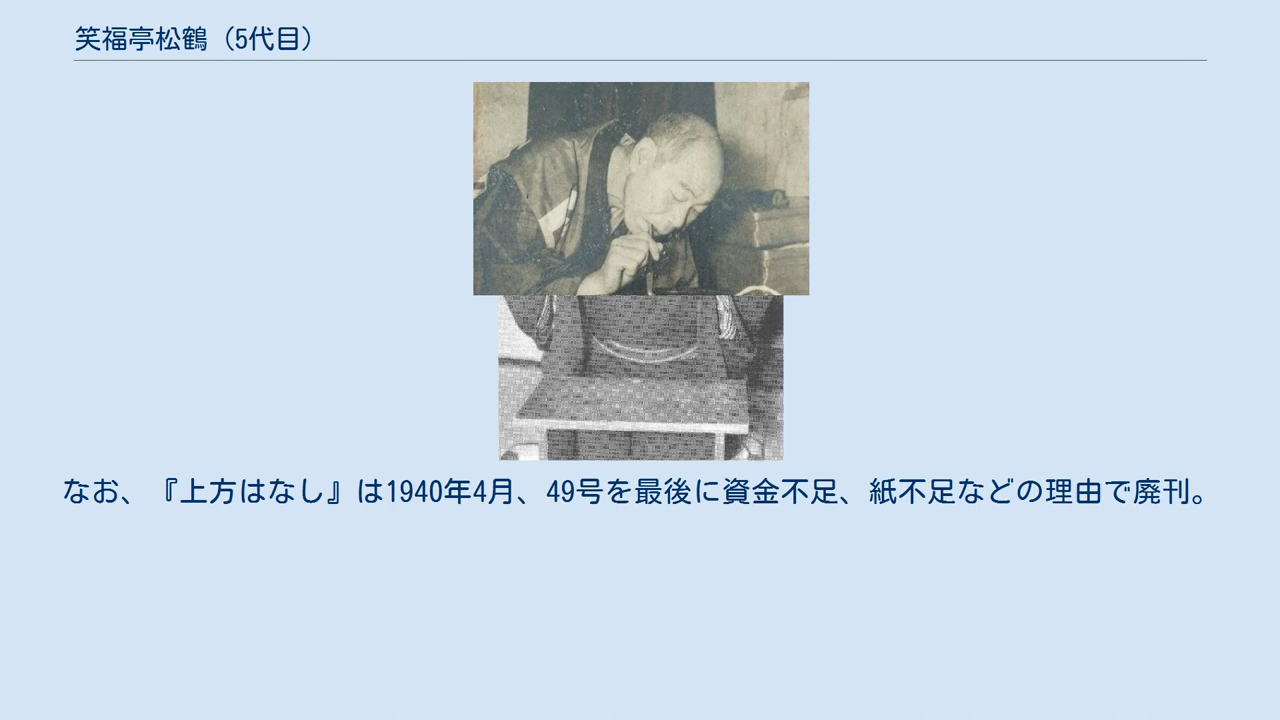 笑福亭松鶴（5代目）
なお、『上方はなし』は1940年4月、49号を最後に資金不足、紙不足などの理由で廃刊。